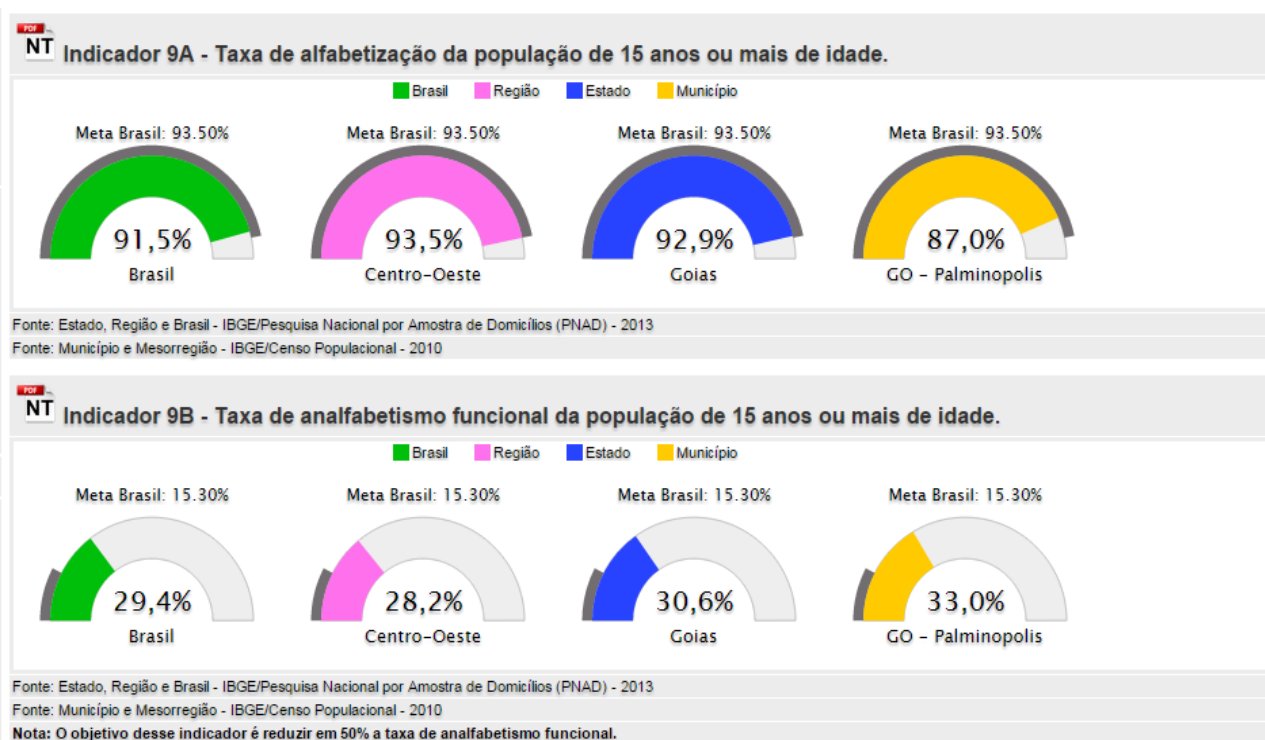 PDF
NT Indicador 9A - Taxa de alfabetização da população de 15 anos ou mais de idade.
Brasil Região Estado Município
Meta Brasil: 93.50% Meta Brasil: 93.50% Meta Brasil: 93.50% Meta Brasil: 93.50%
91,5% 93,5% 92,9% 87,0%
Brasil Centro-Oeste Goias GO - Palminopolis
Fonte: Estado, Região e Brasil - IBGE/Pesquisa Nacional por Amostra de Domicílios (PNAD) - 2013
Fonte: Município e Mesorregião - IBGE/Censo Populacional - 2010
PDF
NT Indicador 9B - Taxa de analfabetismo funcional da população de 15 anos ou mais de idade.
Brasil Região Estado Município
Meta Brasil: 15.30% Meta Brasil: 15.30% Meta Brasil: 15.30% Meta Brasil: 15.30%
29,4% 28,2% 30,6% 33,0%
Brasil Centro-Oeste Goias GO - Palminopolis
Fonte: Estado, Região e Brasil - IBGE/Pesquisa Nacional por Amostra de Domicílios (PNAD) - 2013
Fonte: Município e Mesorregião - IBGE/Censo Populacional - 2010
Nota: O objetivo desse indicador é reduzir em 50% a taxa de analfabetismo funcional.